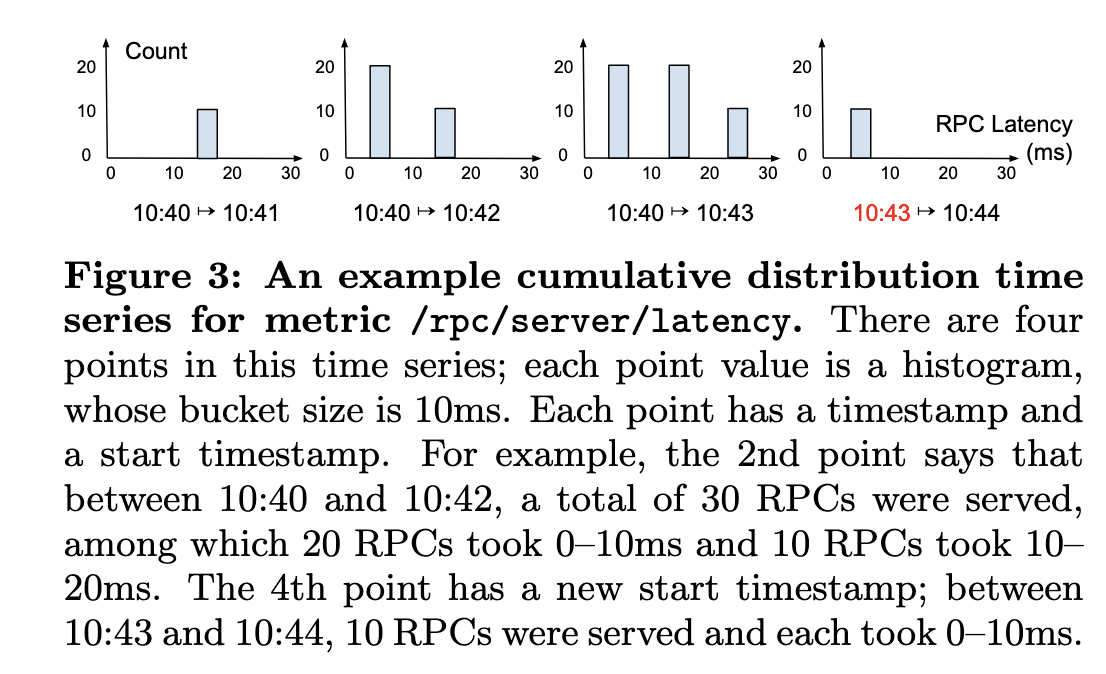 Count
20
10
0
0 10 20 30
10:40 ↦ 10:41
20
10
0
0 10 20 30
10:40 ↦ 10:42
20
10
0
0 10 20 30
10:40 ↦ 10:43
20
10
0
RPC Latency
(ms)
0 10 20 30
10:43 ↦ 10:44
Figure 3: An example cumulative distribution time
series for metric /rpc/server/latency. There are four
points in this time series; each point value is a histogram,
whose bucket size is 10ms. Each point has a timestamp and
a start timestamp. For example, the 2nd point says that
between 10:40 and 10:42, a total of 30 RPCs were served,
among which 20 RPCs took 0–10ms and 10 RPCs took 10–
20ms. The 4th point has a new start timestamp; between
10:43 and 10:44, 10 RPCs were served and each took 0–10ms.